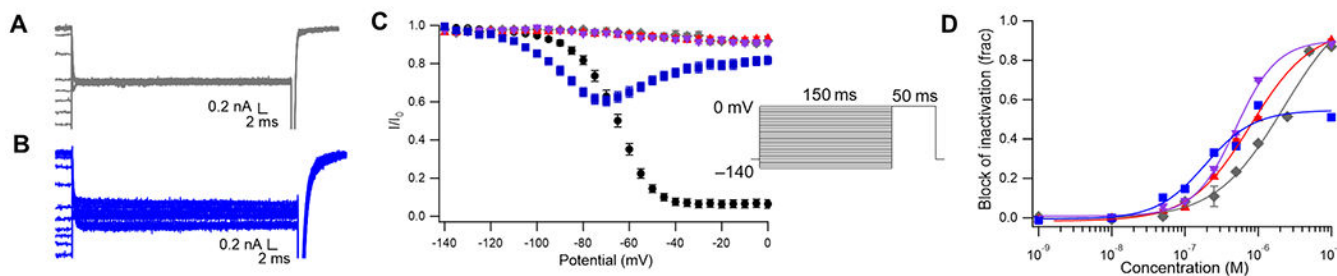 A
0.2 nA
2 ms
B
0.2 nA
2 ms
C
1.0
0.8
0.6
0.4
0.2
0.0
I/I0
-140 -120 -100 -80 -60 -40 -20 0
Potential (mV)
150 ms 50 ms
0 mV
–140
D
1.0
0.8
0.6
0.4
0.2
0.0
Block of inactivation (frac)
10⁻⁹ 10⁻⁸ 10⁻⁷ 10⁻⁶
Concentration (M)